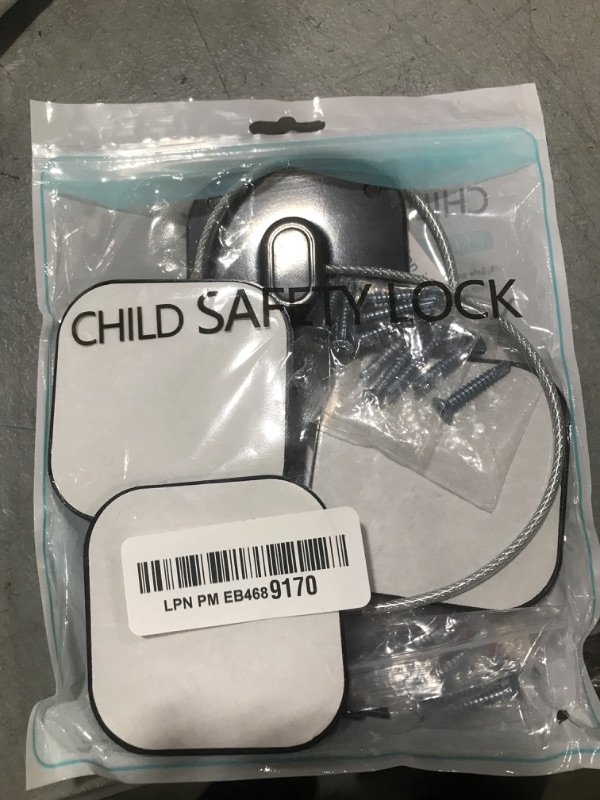 CHILD SAFETY LOCK
LPN PM EB4689170